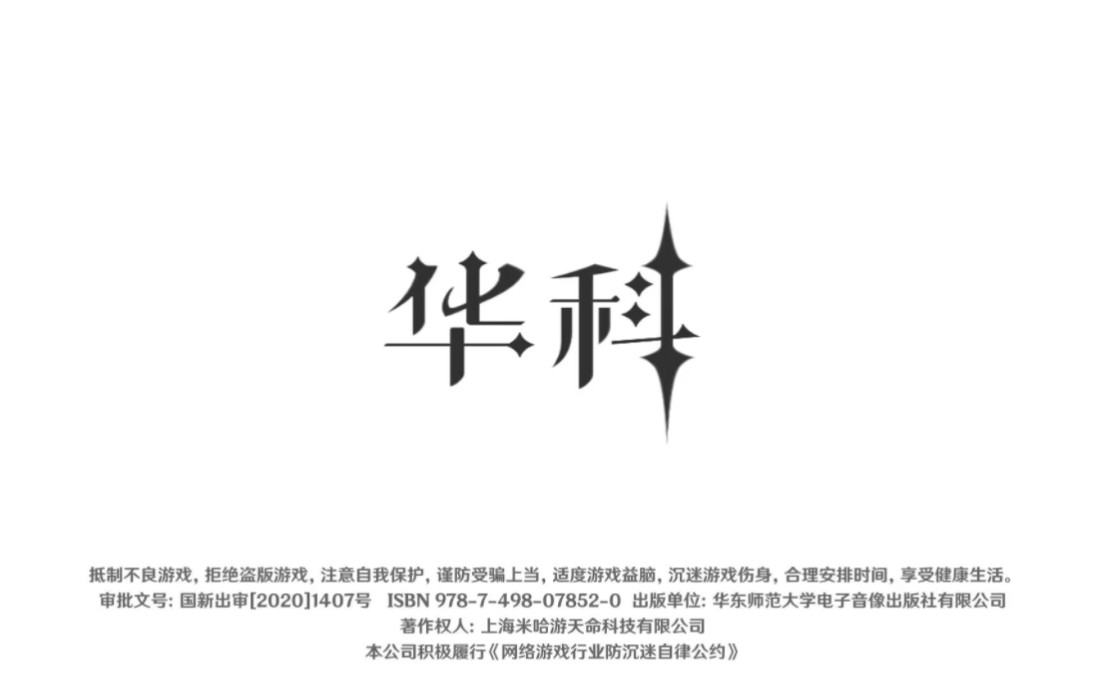 华科
抵制不良游戏, 拒绝盗版游戏, 注意自我保护, 谨防受骗上当, 适度游戏益脑, 沉迷游戏伤身, 合理安排时间, 享受健康生活。
审批文号: 国新出审[2020]1407号 ISBN 978-7-498-07852-0 出版单位: 华东师范大学电子音像出版社有限公司
著作权人: 上海米哈游天命科技有限公司
本公司积极履行《网络游戏行业防沉迷自律公约》